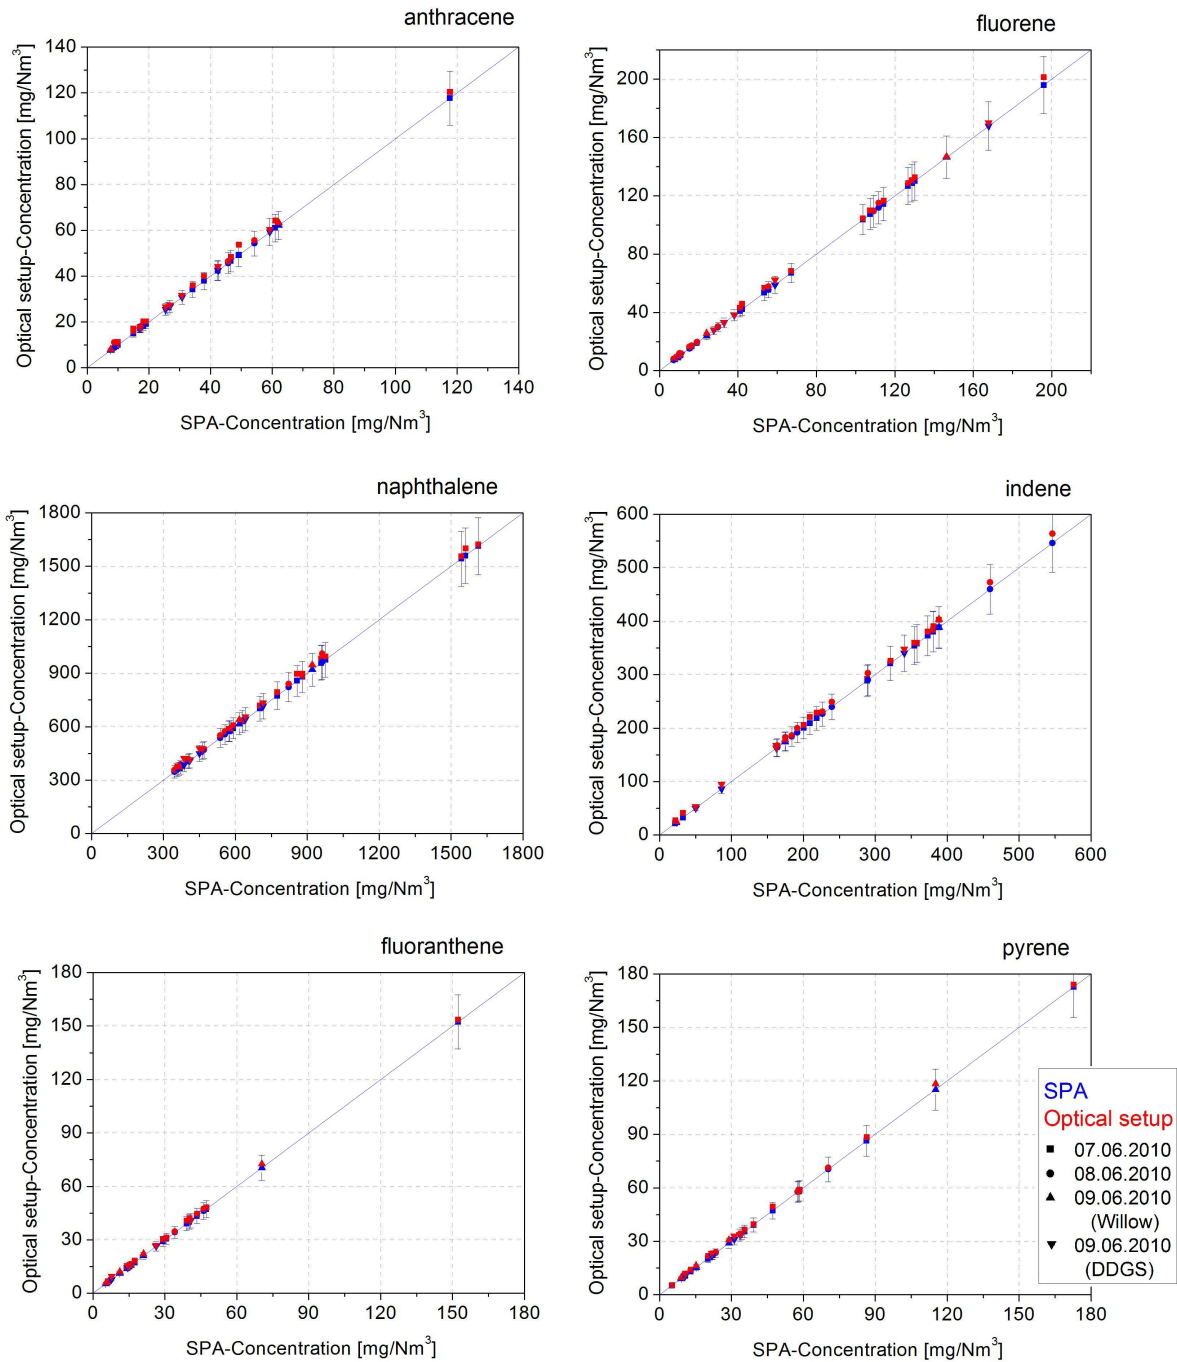 anthracene
140
120
100
80
60
40
20
0
Optical setup-Concentration [mg/Nm³]
0 20 40 60 80 100 120 140
SPA-Concentration [mg/Nm³]
fluorene
200
160
120
80
40
0
Optical setup-Concentration [mg/Nm³]
0 40 80 120 160 200
SPA-Concentration [mg/Nm³]
naphthalene
1800
1500
1200
900
600
300
0
Optical setup-Concentration [mg/Nm³]
0 300 600 900 1200 1500 1800
SPA-Concentration [mg/Nm³]
indene
600
500
400
300
200
100
0
Optical setup-Concentration [mg/Nm³]
0 100 200 300 400 500 600
SPA-Concentration [mg/Nm³]
fluoranthene
180
150
120
90
60
30
0
Optical setup-Concentration [mg/Nm³]
0 30 60 90 120 150 180
SPA-Concentration [mg/Nm³]
pyrene
180
150
120
90
60
30
0
Optical setup-Concentration [mg/Nm³]
0 30 60 90 120 150 180
SPA-Concentration [mg/Nm³]
SPA
Optical setup
07.06.2010
08.06.2010
09.06.2010
(Willow)
09.06.2010
(DDGS)